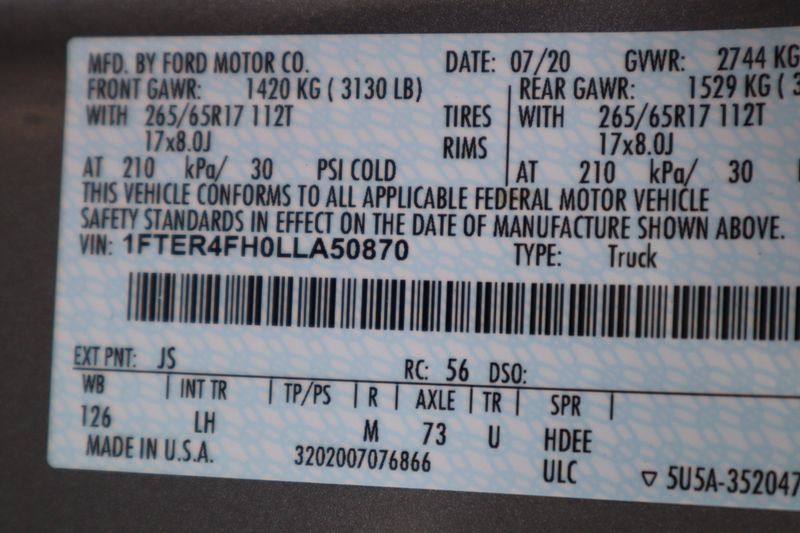 MFD. BY FORD MOTOR CO. DATE: 07/20 GVWR: 2744 KG
FRONT GAWR: 1420 KG ( 3130 LB) REAR GAWR: 1529 KG ( 3
WITH 265/65R17 112T TIRES WITH 265/65R17 112T
17x8.0J RIMS 17x8.0J
AT 210 kPa/ 30 PSI COLD AT 210 kPa/ 30
THIS VEHICLE CONFORMS TO ALL APPLICABLE FEDERAL MOTOR VEHICLE
SAFETY STANDARDS IN EFFECT ON THE DATE OF MANUFACTURE SHOWN ABOVE.
VIN: 1FTER4FH0LLA50870 TYPE: Truck
EXT PNT: JS RC: 56 DSO:
WB | INT TR | TP/PS | R | AXLE | TR | SPR |
126 LH M 73 U HDEE
MADE IN U.S.A. 3202007076866 ULC ▽ 5U5A-352047